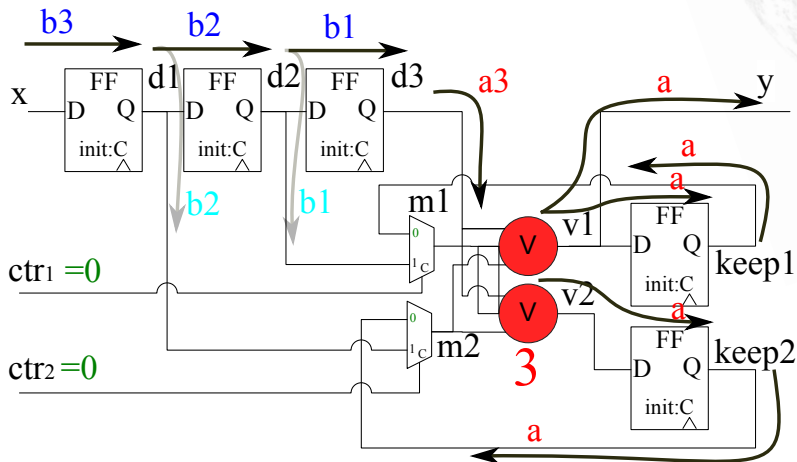 b3 b2 b1
FF d1 FF d2 FF d3 a3 a y
x D Q D Q D Q
init:C init:C init:C
a
b2 b1 m1 a
0 v1 FF
V D Q
1 C keep1
ctr1 =0 init:C
v2 a
0 V FF
1 C m2 D Q keep2
ctr2 =0 3
init:C
a